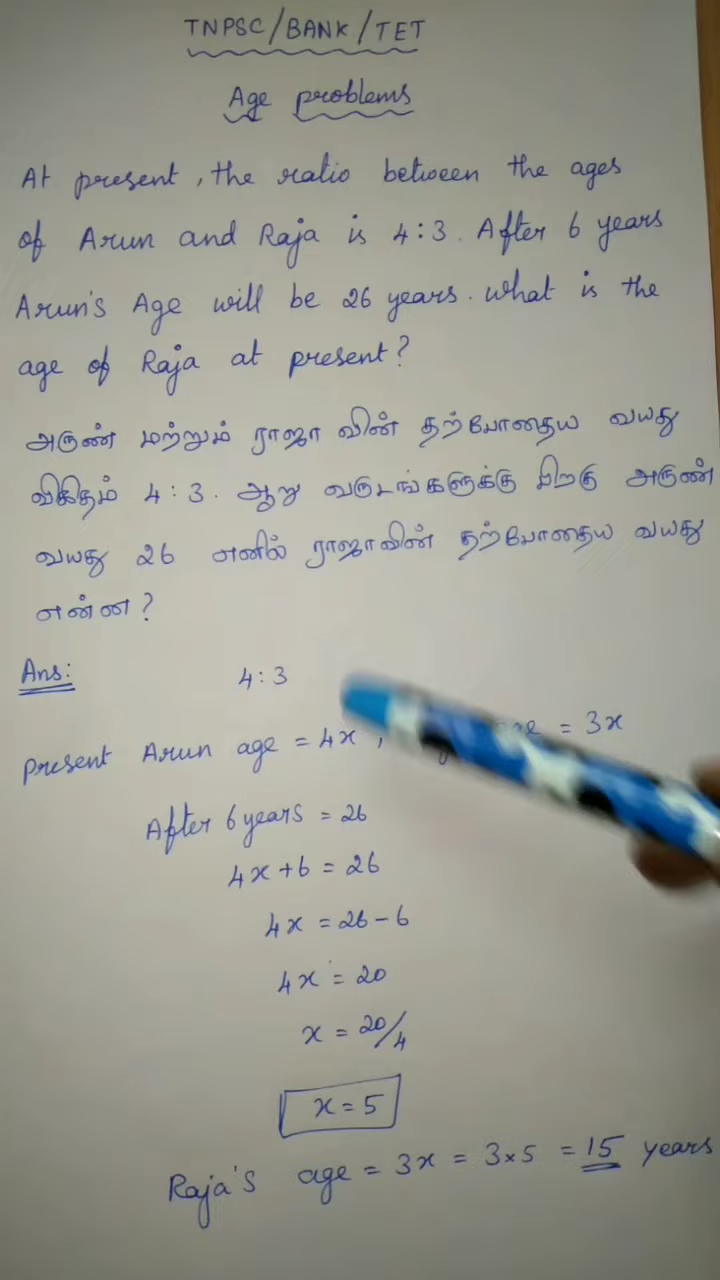 TNPSC/BANK/TET
Age problems
At present, the ratio between the ages
of Arun and Raja is 4:3. After 6 years
Arun's Age will be 26 years. what is the
age of Raja at present?
அருண் மற்றும் ராஜா வின் தற்போதைய வயது
விகிதம் 4:3. ஆறு வருடங்களுக்கு பிறகு அருண்
வயது 26 எனில் ராஜாவின் தற்போதைய வயது
என்ன?
Ans: 4:3
Present Arun age = 4x, = 3x
After 6 years = 26
4x+6 = 26
4x = 26-6
4x = 20
x = 20/4
x = 5
Raja's age = 3x = 3×5 = 15 years